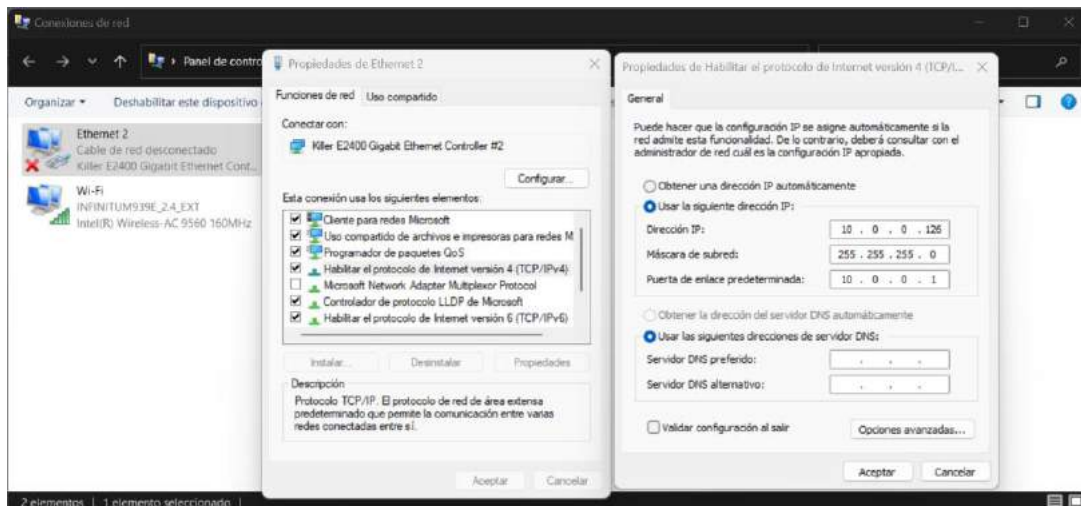 Conexiones de red
Panel de contro
Organizar
Deshabilitar este dispositivo
Ethernet 2
Cable de red desconectado
Killer E2400 Gigabit Ethernet Cont...
Wi-Fi
INFINITUM939E_2.4_EXT
Intel(R) Wireless-AC 9560 160MHz
2 elementos | 1 elemento seleccionado |
Propiedades de Ethernet 2
Funciones de red Uso compartido
Conectar con:
Killer E2400 Gigabit Ethernet Controller #2
Configurar...
Esta conexión usa los siguientes elementos:
Cliente para redes Microsoft
Uso compartido de archivos e impresoras para redes M
Programador de paquetes QoS
Habilitar el protocolo de Internet versión 4 (TCP/IPv4)
Microsoft Network Adapter Multiplexor Protocol
Controlador de protocolo LLDP de Microsoft
Habilitar el protocolo de Internet versión 6 (TCP/IPv6)
Instalar... Desinstalar Propiedades
Descripción
Protocolo TCP/IP. El protocolo de red de área extensa
predeterminado que permite la comunicación entre varias
redes conectadas entre sí.
Aceptar Cancelar
Propiedades de Habilitar el protocolo de Internet versión 4 (TCP/I...
General
Puede hacer que la configuración IP se asigne automáticamente si la
red admite esta funcionalidad. De lo contrario, deberá consultar con el
administrador de red cuál es la configuración IP apropiada.
Obtener una dirección IP automáticamente
Usar la siguiente dirección IP:
Dirección IP: 10 . 0 . 0 . 126
Máscara de subred: 255 . 255 . 255 . 0
Puerta de enlace predeterminada: 10 . 0 . 0 . 1
Obtener la dirección del servidor DNS automáticamente
Usar las siguientes direcciones de servidor DNS:
Servidor DNS preferido: . . .
Servidor DNS alternativo: . . .
Validar configuración al salir
Opciones avanzadas...
Aceptar Cancelar